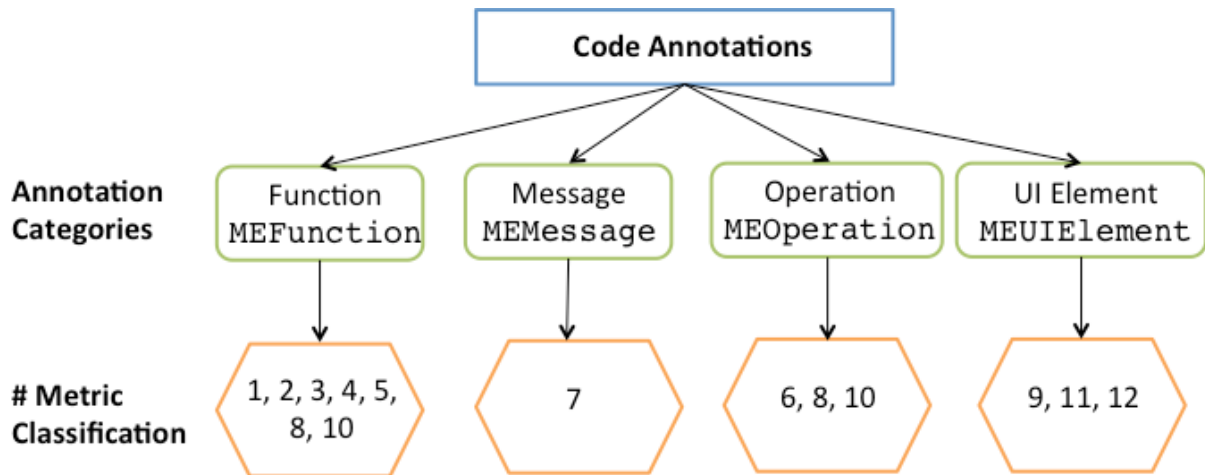 Code Annotations
Annotation
Categories
Function
MEFunction
Message
MEMessage
Operation
MEOperation
UI Element
MEUIElement
# Metric
Classification
1, 2, 3, 4, 5,
8, 10
7
6, 8, 10
9, 11, 12